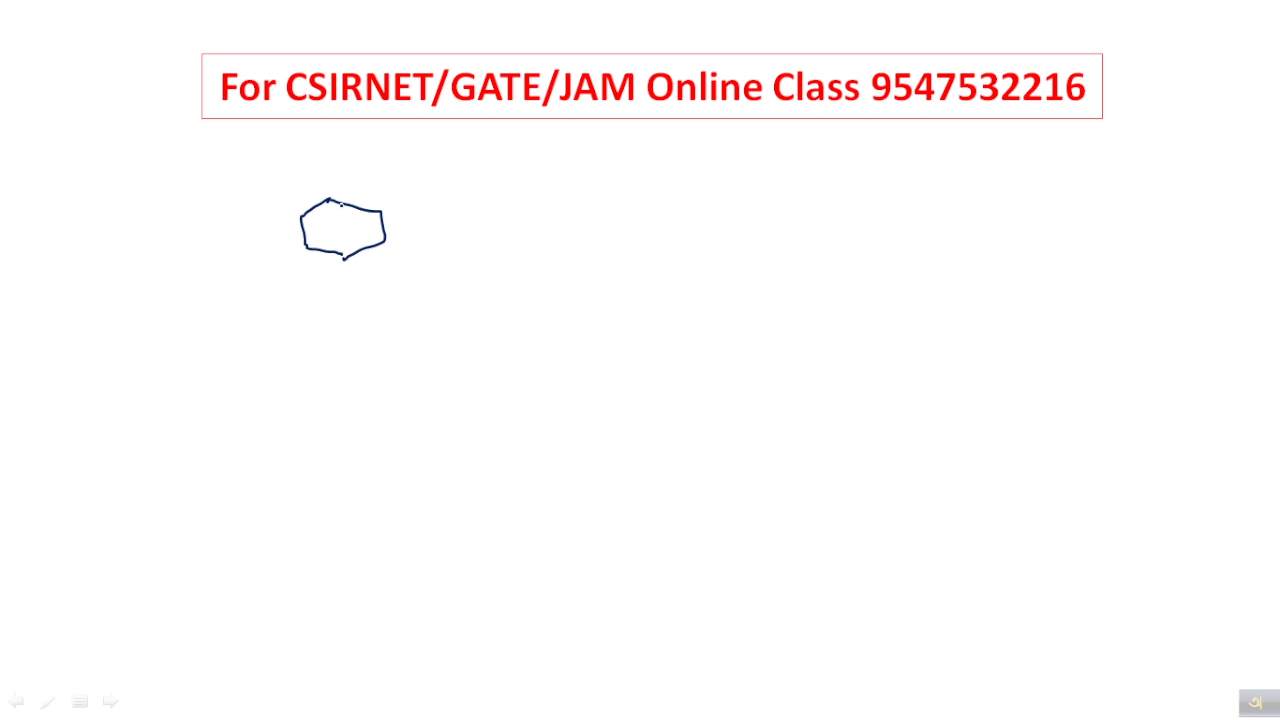 For CSIRNET/GATE/JAM Online Class 9547532216
অ